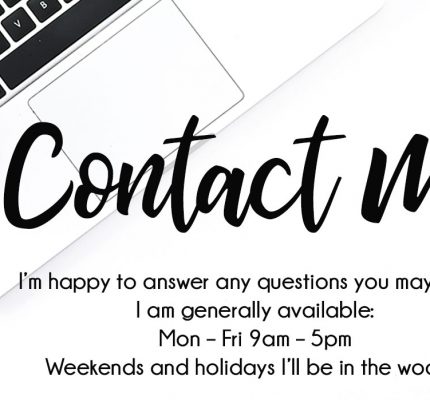 V
B
N
Contact
I'm happy to answer any questions you may
I am generally available:
Mon – Fri 9am – 5pm
Weekends and holidays I'll be in the